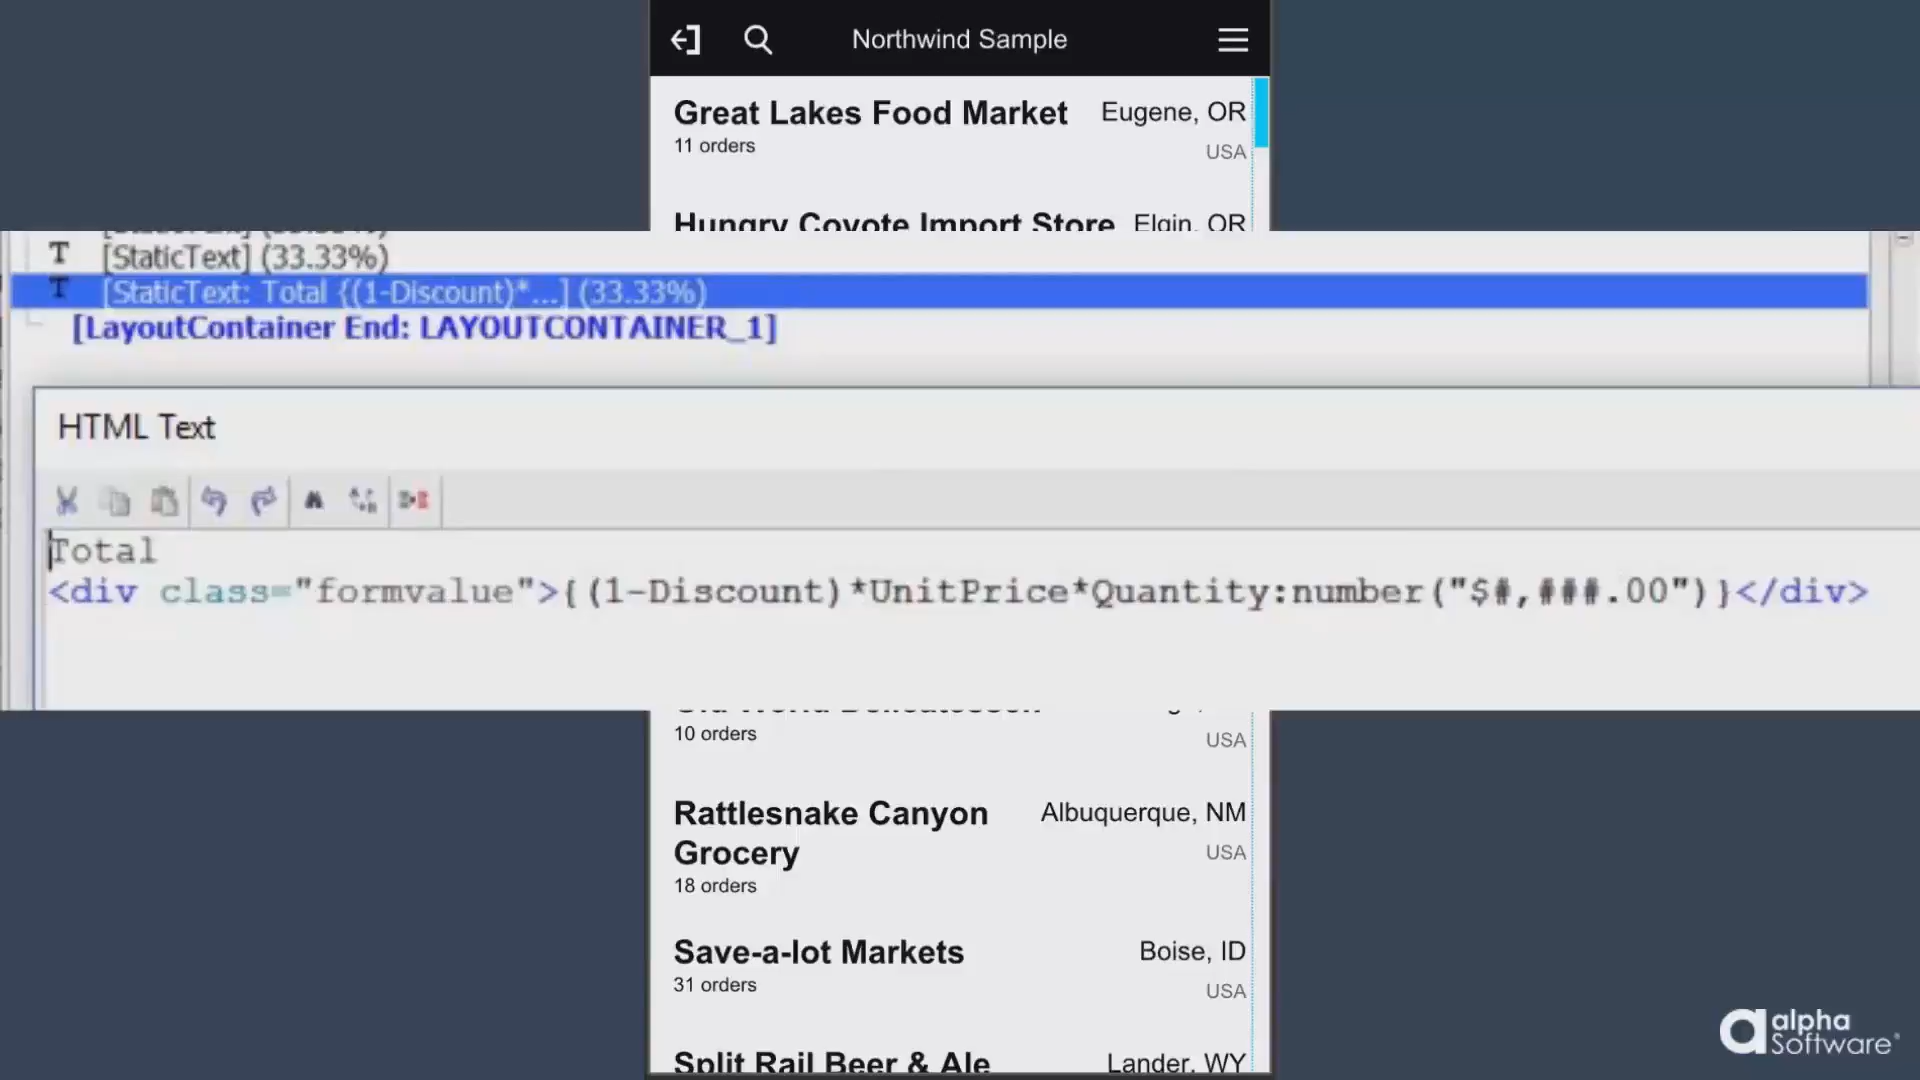 Northwind Sample
Great Lakes Food Market Eugene, OR
11 orders USA
Hungry Coyote Import Store Elgin, OR
T [StaticText] (33.33%)
T [StaticText: Total {(1-Discount)*...] (33.33%)
[LayoutContainer End: LAYOUTCONTAINER_1]
HTML Text
Total
<div class="formvalue">{(1-Discount)*UnitPrice*Quantity:number("$#,###.00")}</div>
10 orders USA
Rattlesnake Canyon Albuquerque, NM
Grocery USA
18 orders
Save-a-lot Markets Boise, ID
31 orders USA
Split Rail Beer & Ale Lander, WY
alpha
Software